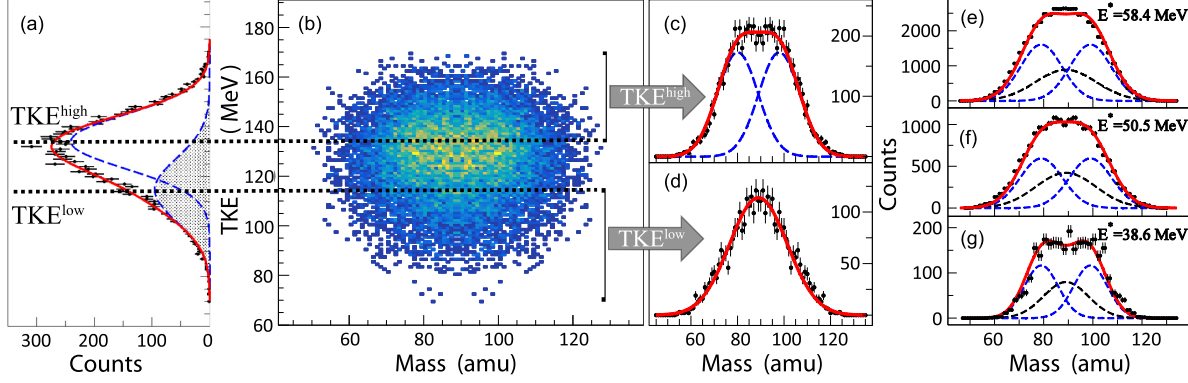 (a)
TKE^high
TKE^low
300 200 100 0
Counts
(b)
TKE (MeV)
180
160
140
120
100
80
60
60 80 100 120
Mass (amu)
TKE^high
TKE^low
(c)
200
100
(d)
100
50
60 80 100 120
Mass (amu)
Counts
(e)
E*=58.4 MeV
2000
1000
0
(f)
E*=50.5 MeV
1000
500
0
(g)
E*=38.6 MeV
200
100
0
60 80 100 120
Mass (amu)